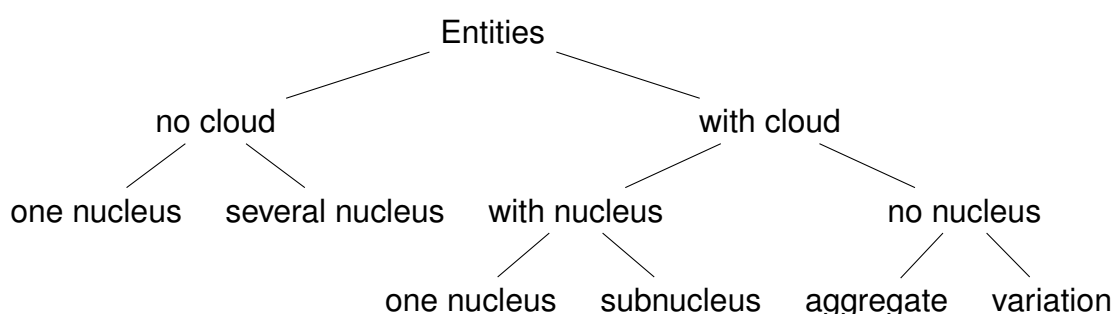 Entities
no cloud with cloud
one nucleus several nucleus with nucleus no nucleus
one nucleus subnucleus aggregate variation